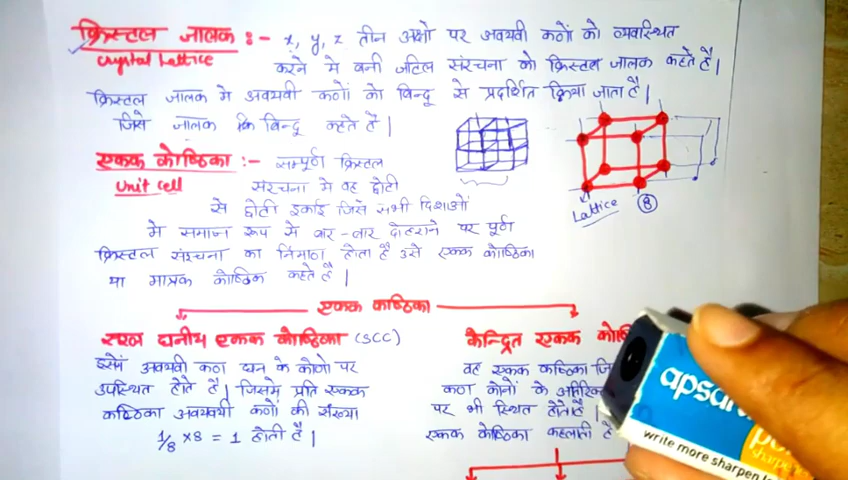 क्रिस्टल जालक :- x, y, z तीन अक्षो पर अवयवी कणों को व्यवस्थित
Crystal Lattice करने मे बनी जटिल संरचना को क्रिस्टल जालक कहते है|
क्रिस्टल जालक मे अवयवी कणों को बिन्दू से प्रदर्शित किया जाता है|
जिसे जालक बिन्दू कहते है|
एकक कोष्ठिका :- सम्पूर्ण क्रिस्टल
Unit cell संरचना मे वह छोटी
से छोटी इकाई जिसे सभी दिशाओं
मे समान रूप मे बार-बार दोहराने पर पूर्ण
क्रिस्टल संरचना का निर्माण होता है उसे एकक कोष्ठिका
या मात्रक कोष्ठिक कहते है|
Lattice 8
एकक काष्ठिका
सरल घनीय एकक कोष्ठिका (SCC)
इसमें अवयवी कण घन के कोणो पर
उपस्थित होते है| जिसमे प्रति एकक
कष्ठिका अवयवयी कणों की संख्या
1/8 ×8 = 1 होती है|
केन्द्रित एकक
वह एकक कष्ठिका
कण कोनों के
पर भी स्थित होता है|
एकक कोष्ठिका कहलाती है
apsara
write more sharpen